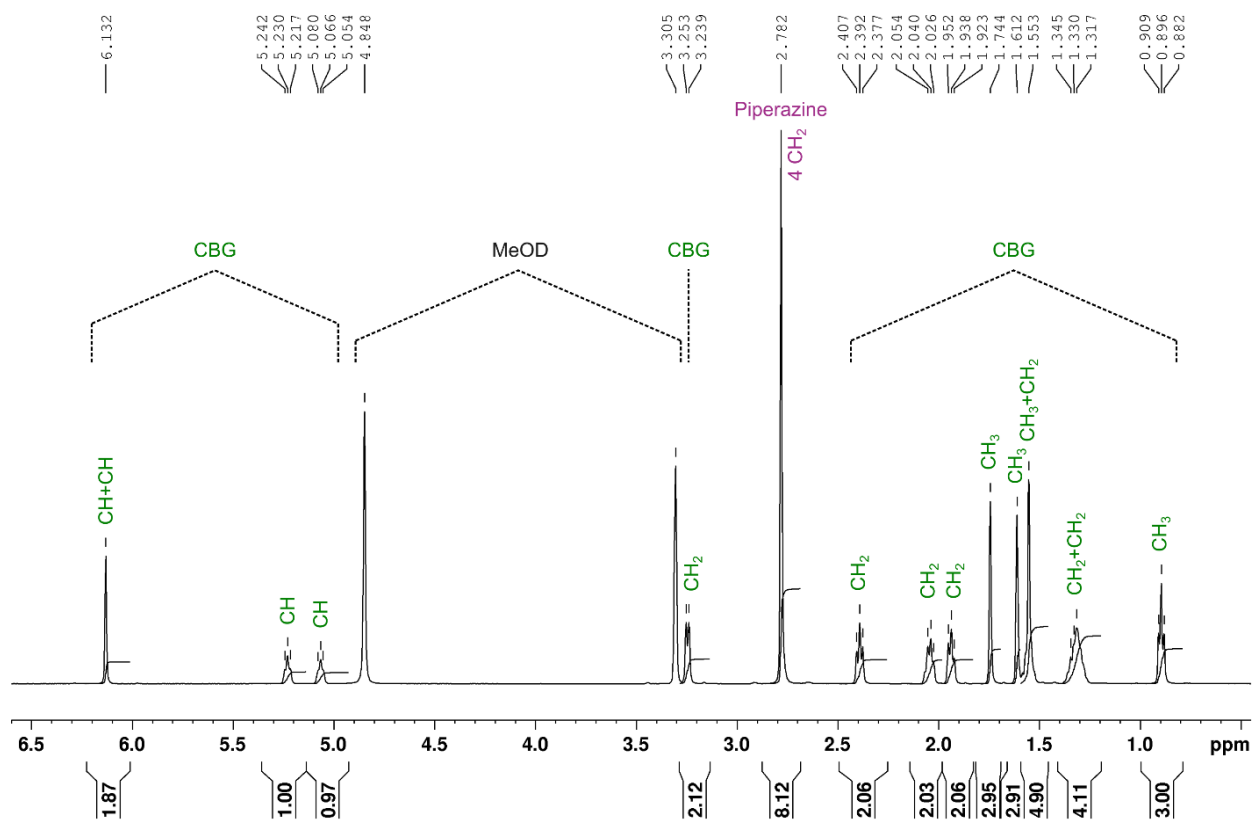 6.132
5.242
5.230
5.217
5.080
5.066
5.054
4.848
3.305
3.253
3.239
2.782
2.407
2.392
2.377
2.054
2.040
2.026
1.952
1.938
1.923
1.744
1.612
1.553
1.345
1.330
1.317
0.909
0.896
0.882
Piperazine
4 CH₂
CBG
MeOD
CBG
CBG
CH+CH
CH
CH
CH₂
CH₂
CH₂
CH₂
CH₃
CH₃
CH₃+CH₂
CH₂+CH₂
CH₃
6.5 6.0 5.5 5.0 4.5 4.0 3.5 3.0 2.5 2.0 1.5 1.0 ppm
1.87
1.00
0.97
2.12
8.12
2.06
2.03
2.06
2.95
2.91
4.90
4.11
3.00